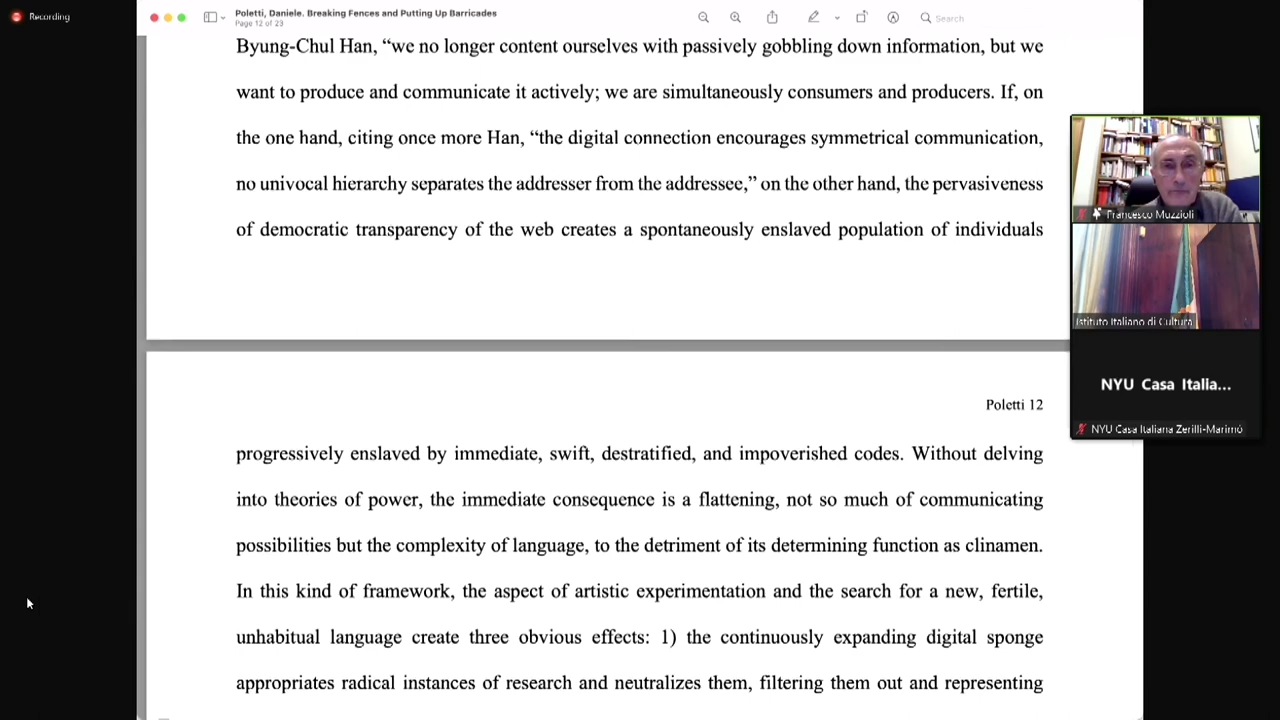 Recording
Poletti, Daniele. Breaking Fences and Putting Up Barricades
Page 12 of 23
Search
Byung-Chul Han, “we no longer content ourselves with passively gobbling down information, but we
want to produce and communicate it actively; we are simultaneously consumers and producers. If, on
the one hand, citing once more Han, “the digital connection encourages symmetrical communication,
no univocal hierarchy separates the addresser from the addressee,” on the other hand, the pervasiveness
of democratic transparency of the web creates a spontaneously enslaved population of individuals
Poletti 12
progressively enslaved by immediate, swift, destratified, and impoverished codes. Without delving
into theories of power, the immediate consequence is a flattening, not so much of communicating
possibilities but the complexity of language, to the detriment of its determining function as clinamen.
In this kind of framework, the aspect of artistic experimentation and the search for a new, fertile,
unhabitual language create three obvious effects: 1) the continuously expanding digital sponge
appropriates radical instances of research and neutralizes them, filtering them out and representing
Francesco Muzzioli
Istituto Italiano di Cultura
NYU Casa Italia...
NYU Casa Italiana Zerilli-Marimò